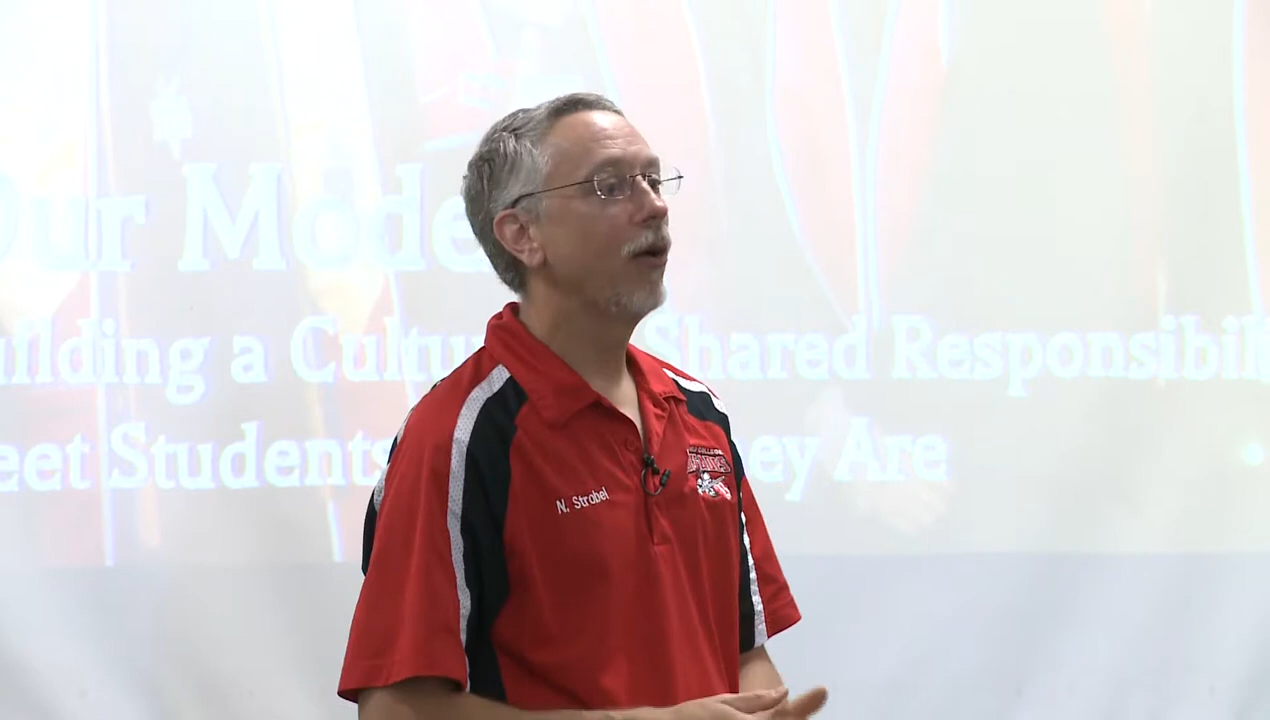 Our Mode
uilding a Cultu Shared Responsibil
eet Students ey Are
N. Strobel